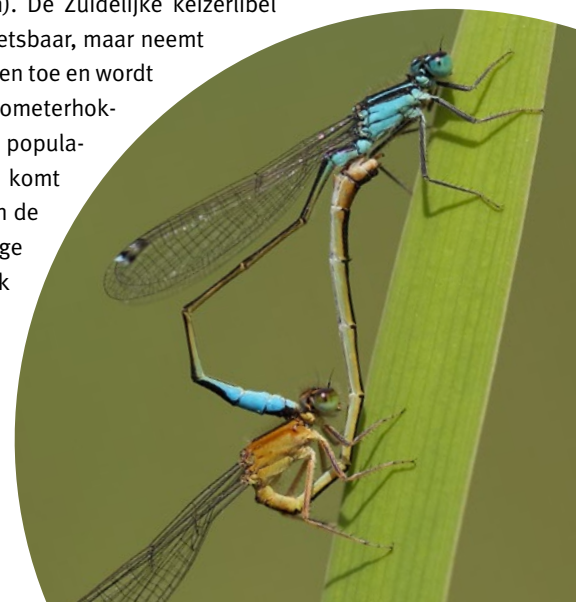 ). De Zuidelijke keizerlibel
etsbaar, maar neemt
en toe en wordt
ometerhok-
popula-
komt
de
ge
k